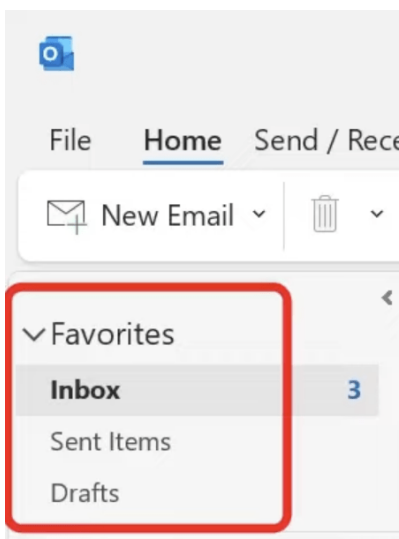 File Home Send / Rece
New Email
Favorites
Inbox 3
Sent Items
Drafts